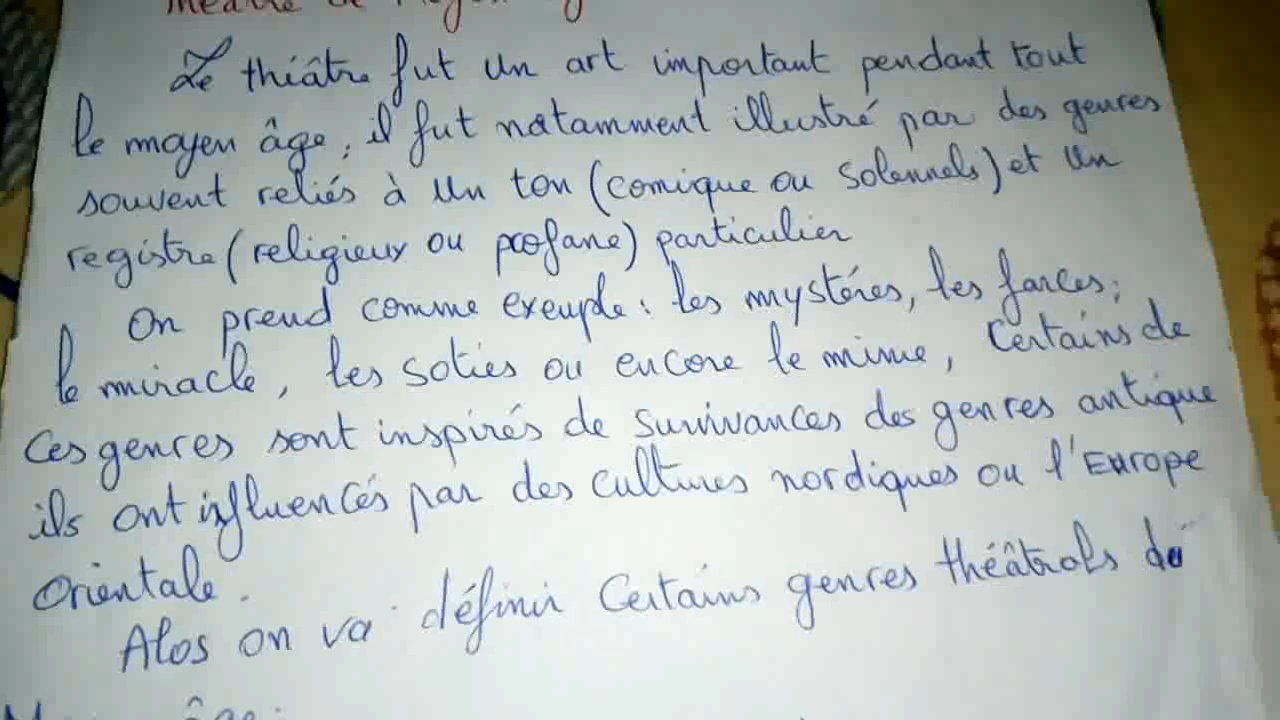 Le théâtre fut un art important pendant tout
le moyen âge, il fut natamment illustré par des genres
souvent reliés à un ton (comique ou solennels) et un
registre (religieux ou profane) particulier
On prend comme exemple : les mystéres, les farces,
le miracle, les soties ou encore le mime, certains de
ces genres sont inspirés de survivances des genres antique
ils ont influencés par des cultures nordiques ou l'Europe
orientale.
Alos on va définir certains genres théâtrals du